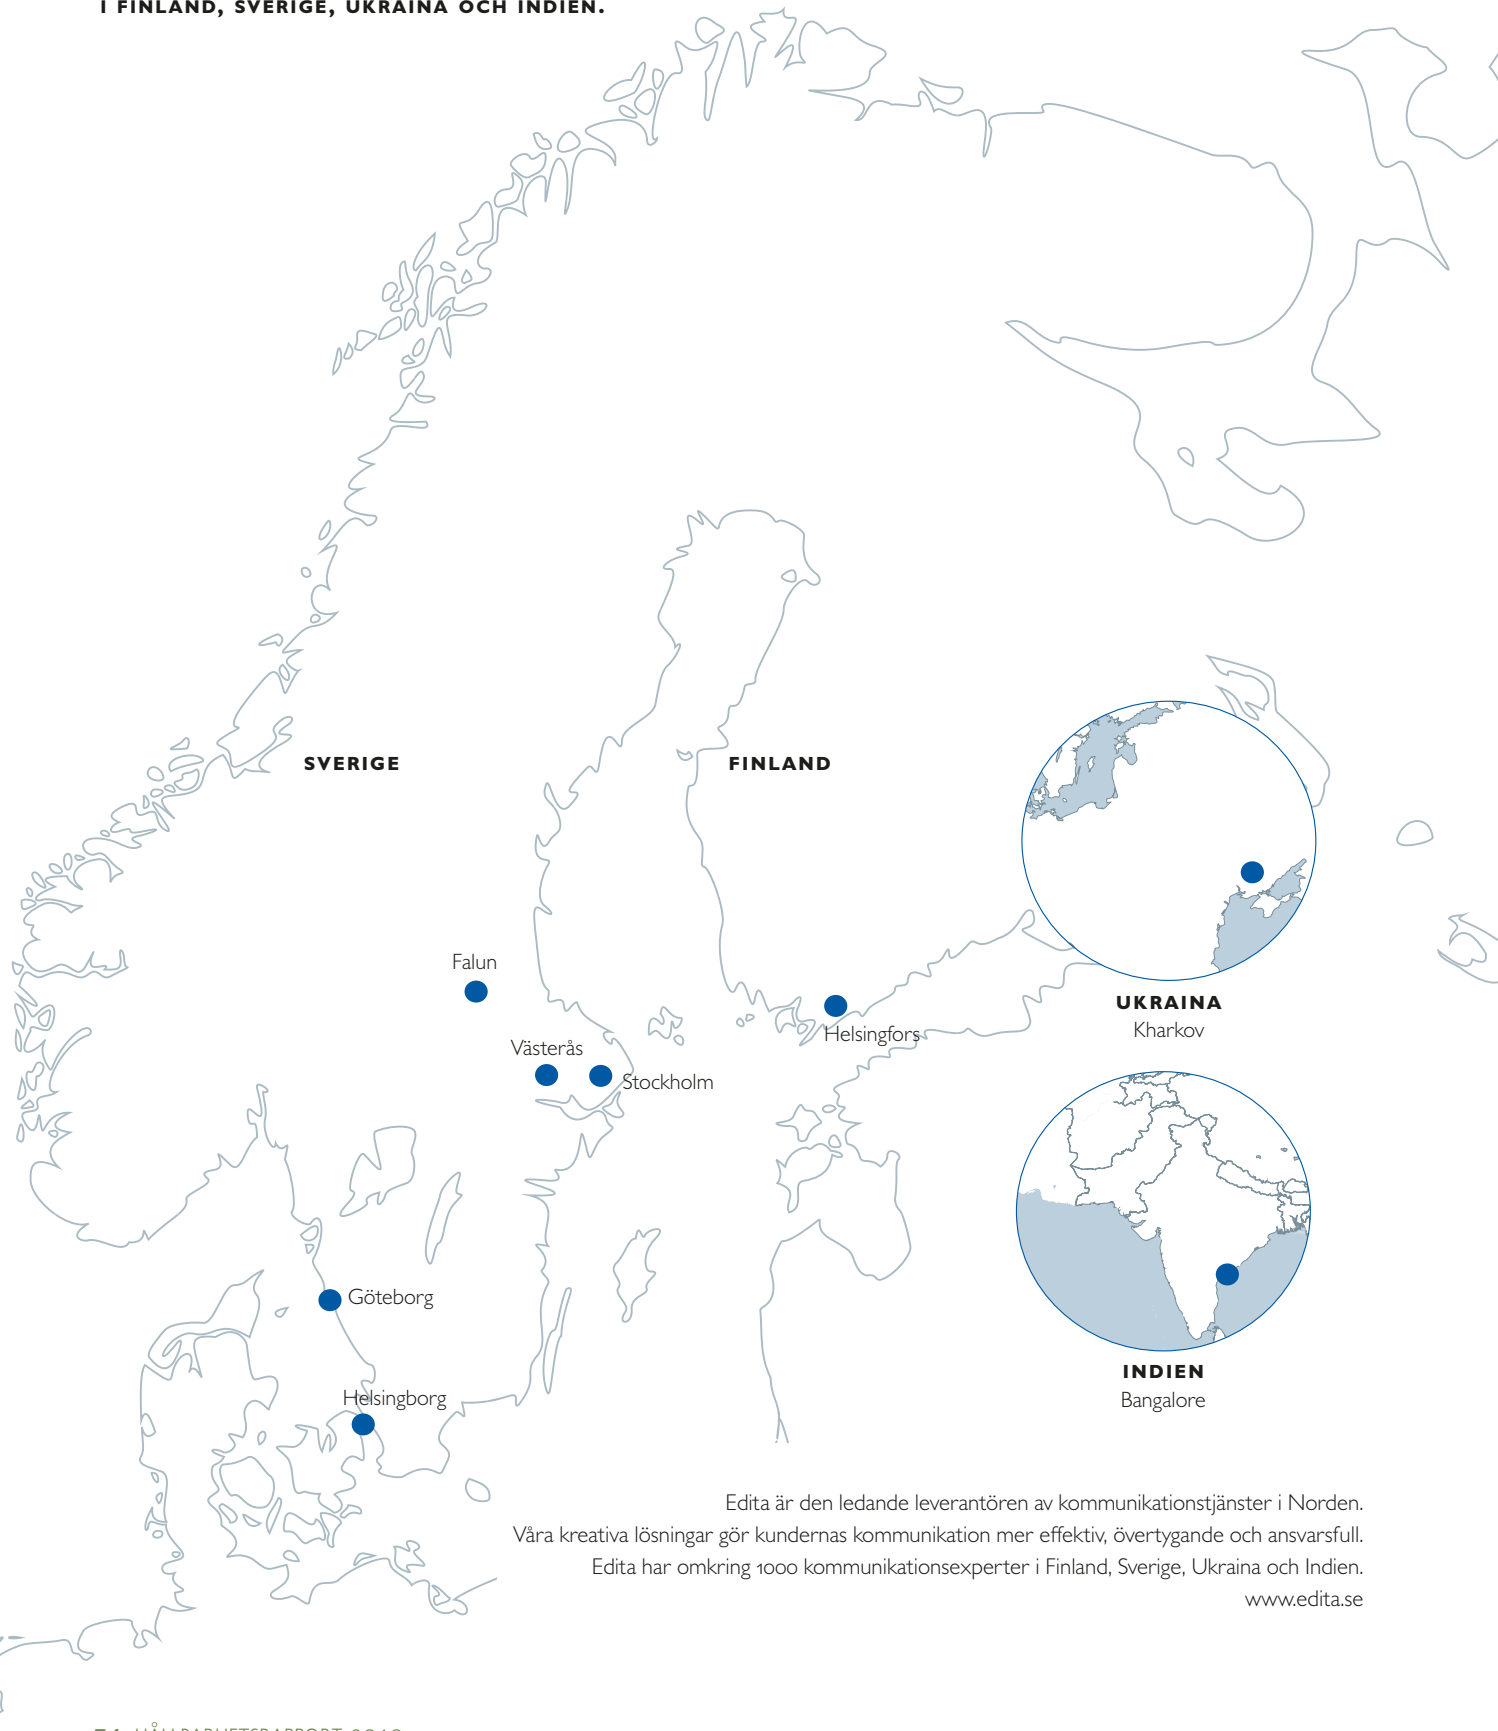 I FINLAND, SVERIGE, UKRAINA OCH INDIEN.
SVERIGE
FINLAND
Falun
Västerås
Stockholm
Helsingfors
UKRAINA
Kharkov
Göteborg
Helsingborg
INDIEN
Bangalore
Edita är den ledande leverantören av kommunikationstjänster i Norden.
Våra kreativa lösningar gör kundernas kommunikation mer effektiv, övertygande och ansvarsfull.
Edita har omkring 1000 kommunikationsexperter i Finland, Sverige, Ukraina och Indien.
www.edita.se